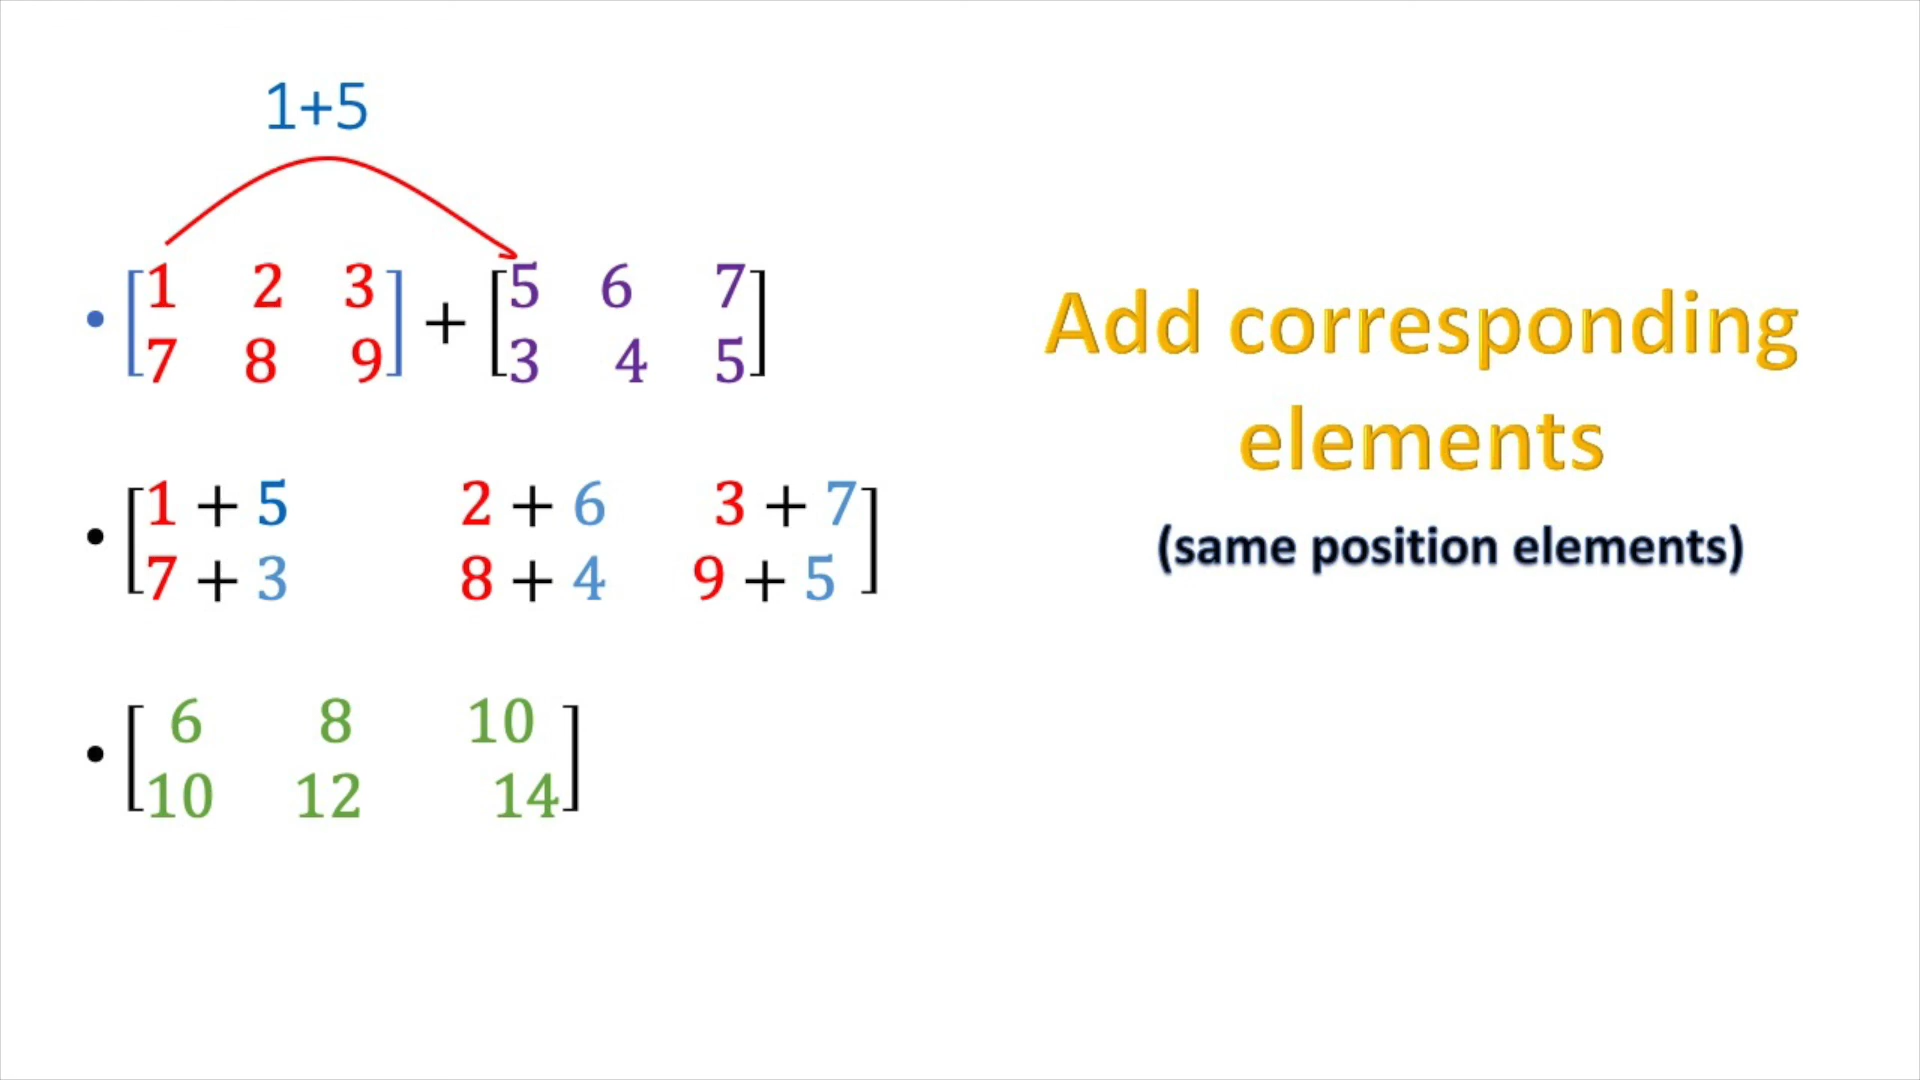 1+5
• [1 2 3] + [5 6 7]
[7 8 9] [3 4 5]
• [1 + 5 2 + 6 3 + 7]
[7 + 3 8 + 4 9 + 5]
• [6 8 10]
[10 12 14]
Add corresponding
elements
(same position elements)